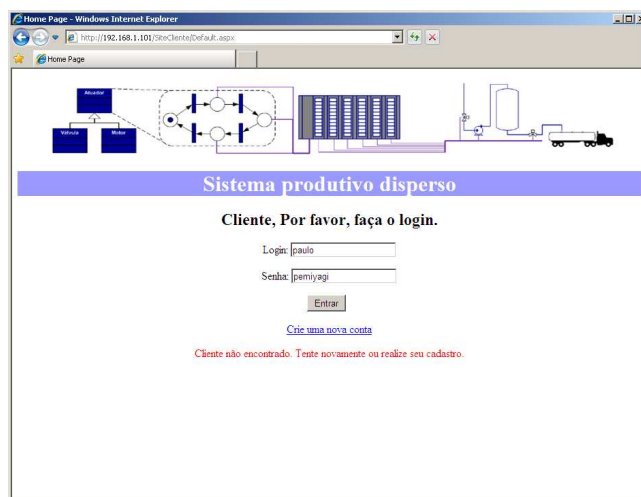 Home Page - Windows Internet Explorer
http://192.168.1.101/SiteCliente/Default.aspx
Home Page
Atuador
Válvula
Motor
Sistema produtivo disperso
Cliente, Por favor, faça o login.
Login: paulo
Senha: pemiyagi
Entrar
Crie uma nova conta
Cliente não encontrado. Tente novamente ou realize seu cadastro.